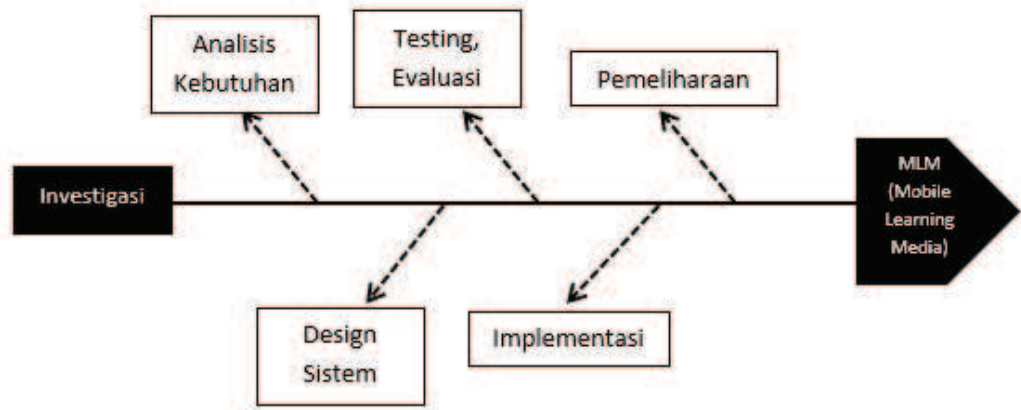 Analisis
Kebutuhan
Testing,
Evaluasi
Pemeliharaan
Investigasi
MLM
(Mobile
Learning
Media)
Design
Sistem
Implementasi